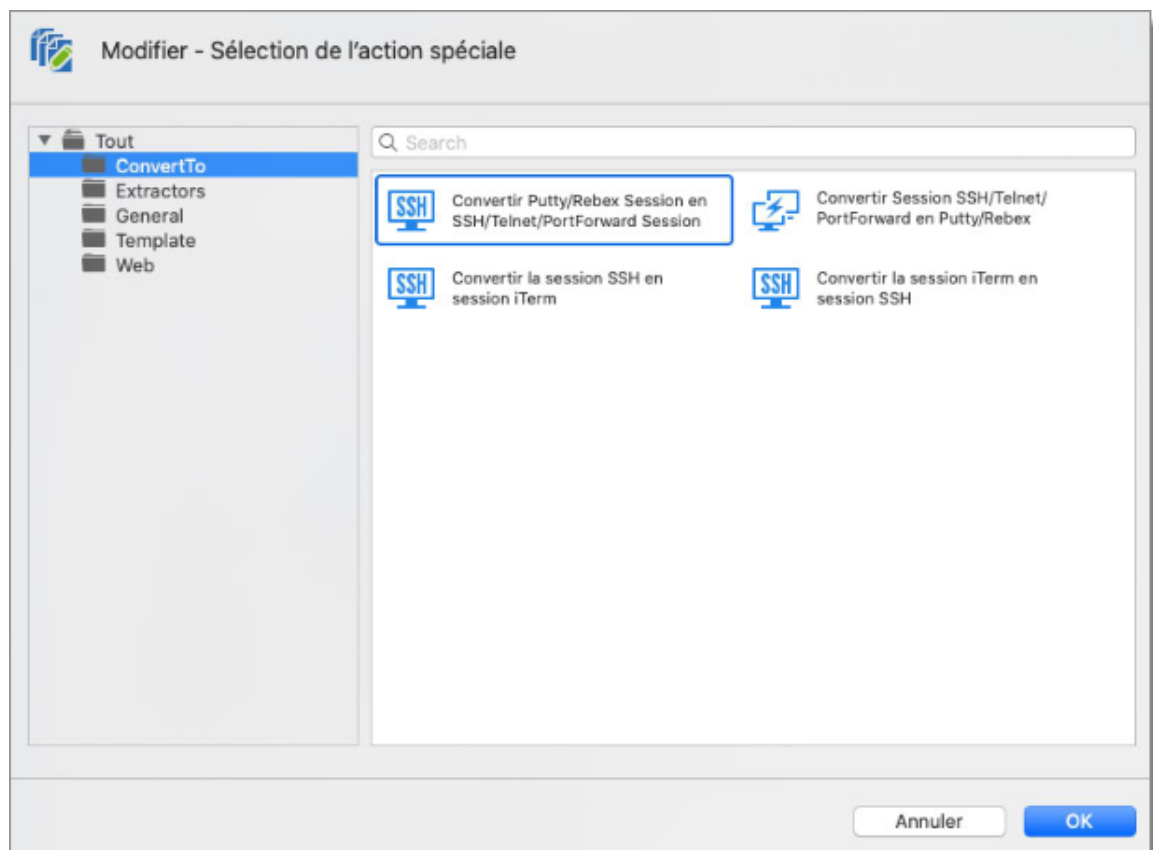 Modifier - Sélection de l'action spéciale
Tout
ConvertTo
Extractors
General
Template
Web
Search
SSH
Convertir Putty/Rebex Session en
SSH/Telnet/PortForward Session
Convertir Session SSH/Telnet/
PortForward en Putty/Rebex
SSH
Convertir la session SSH en
session iTerm
SSH
Convertir la session iTerm en
session SSH
Annuler
OK